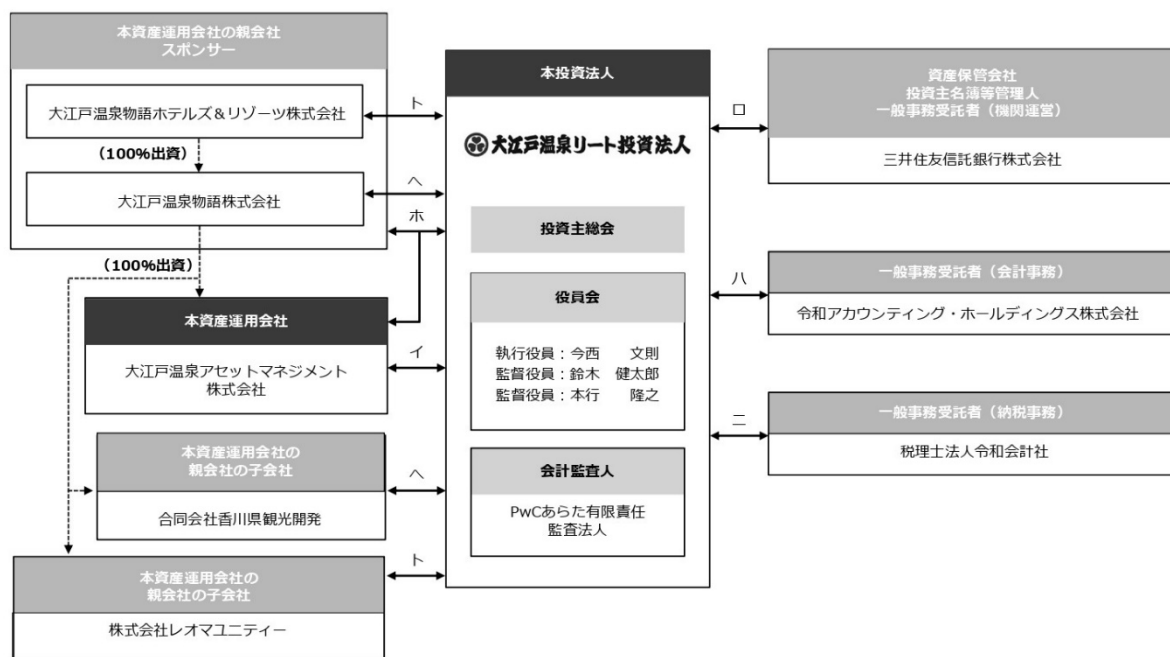 本資産運用会社の親会社
スポンサー
大江戸温泉物語ホテルズ&リゾーツ株式会社
(100%出資)
大江戸温泉物語株式会社
(100%出資)
本資産運用会社
大江戸温泉アセットマネジメント
株式会社
本資産運用会社の
親会社の子会社
合同会社香川県観光開発
本資産運用会社の
親会社の子会社
株式会社レオマユニティー
ト
ヘ
ホ
イ
ヘ
ト
本投資法人
大江戸温泉リート投資法人
投資主総会
役員会
執行役員:今西 文則
監督役員:鈴木 健太郎
監督役員:本行 隆之
会計監査人
PwCあらた有限責任
監査法人
ロ
ハ
ニ
資産保管会社
投資主名簿等管理人
一般事務受託者(機関運営)
三井住友信託銀行株式会社
一般事務受託者(会計事務)
令和アカウンティング・ホールディングス株式会社
一般事務受託者(納税事務)
税理士法人令和会計社